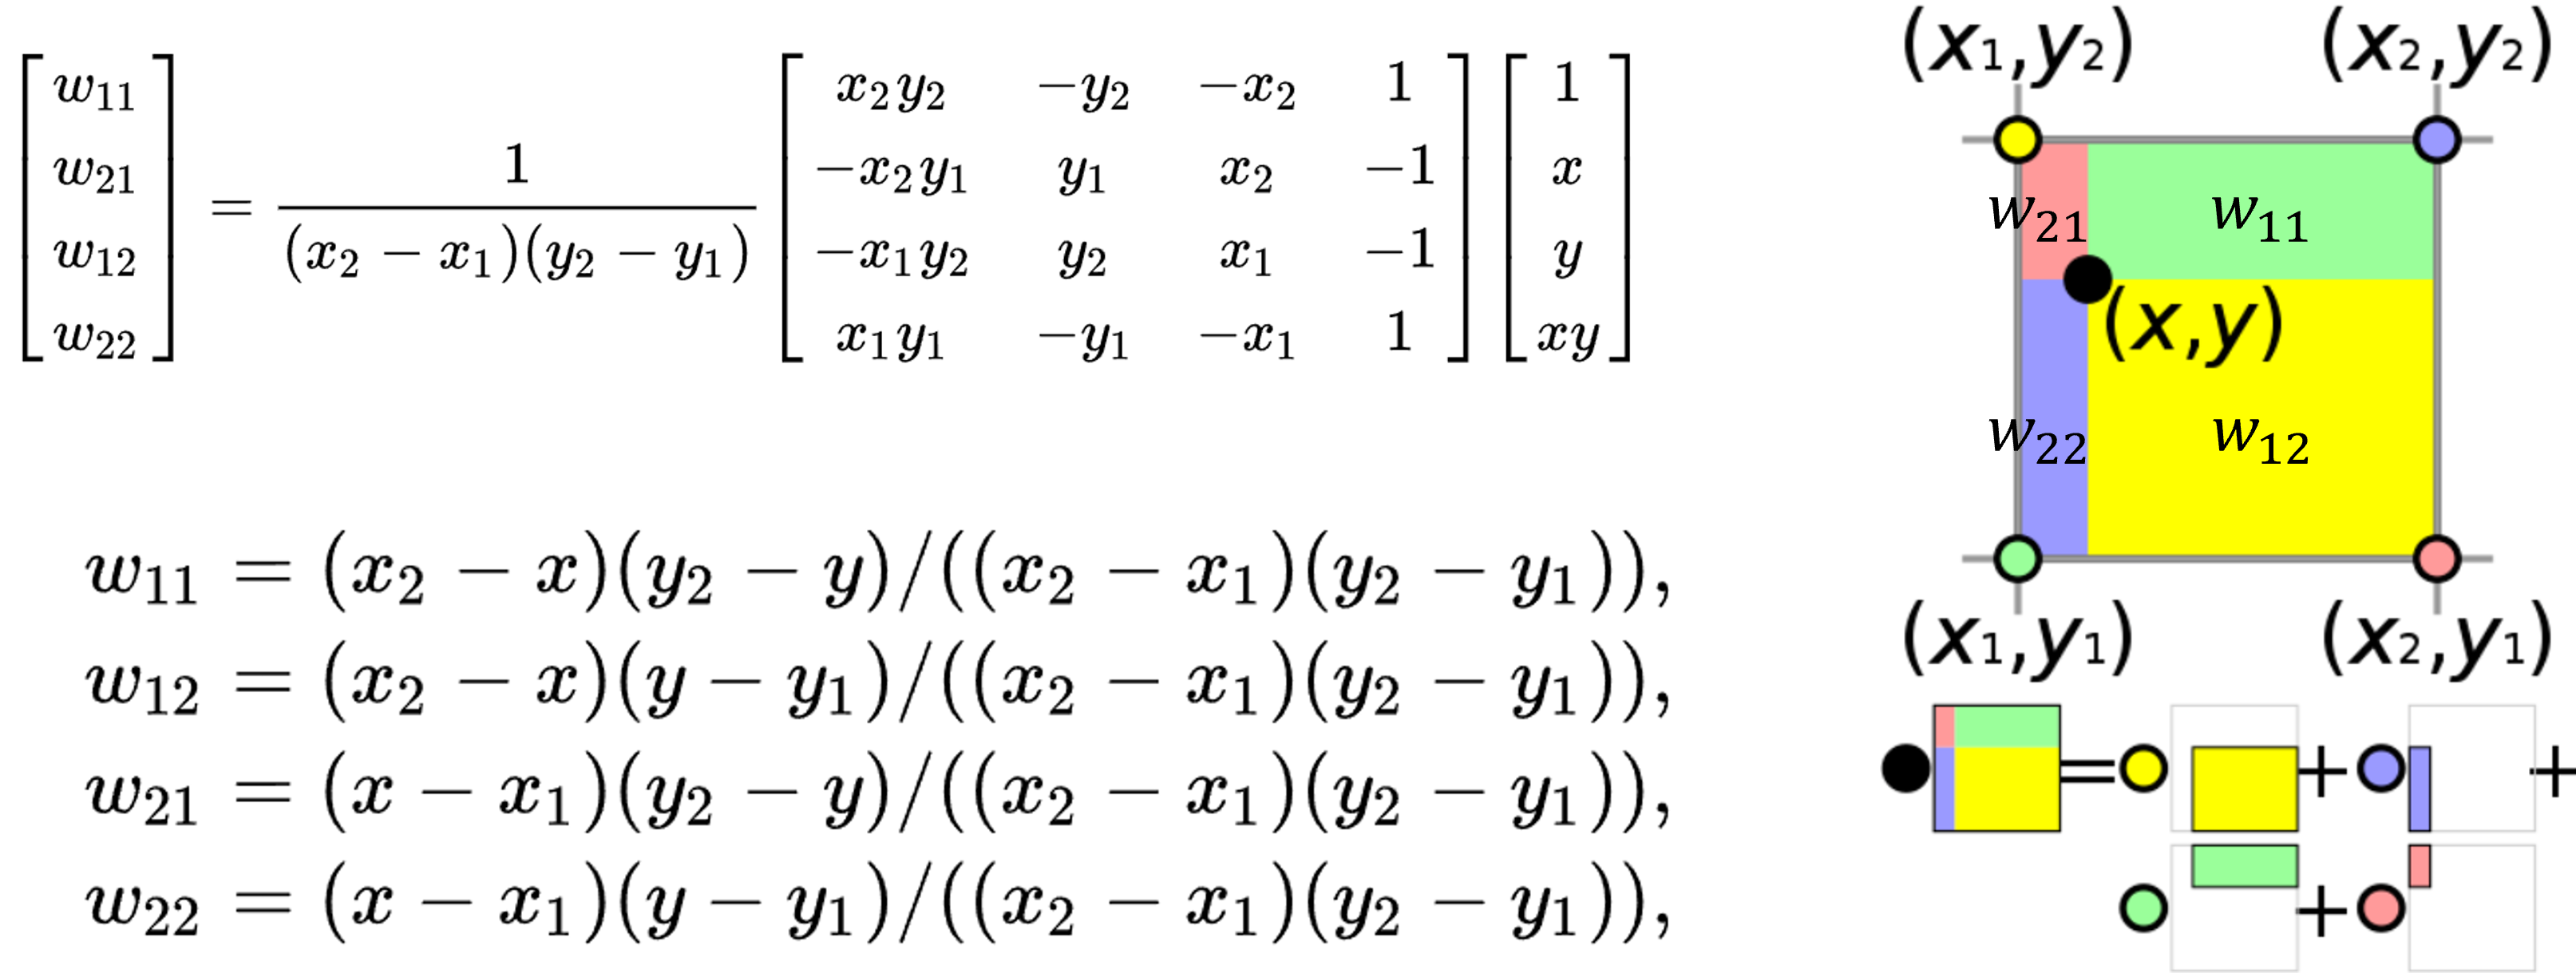 [w₁₁ w₂₁ w₁₂ w₂₂] = 1 / ((x₂ − x₁)(y₂ − y₁))
x₂y₂ −y₂ −x₂ 1
−x₂y₁ y₁ x₂ −1
−x₁y₂ y₂ x₁ −1
x₁y₁ −y₁ −x₁ 1
[1 x y xy]
w₁₁ = (x₂ − x)(y₂ − y)/((x₂ − x₁)(y₂ − y₁)),
w₁₂ = (x₂ − x)(y − y₁)/((x₂ − x₁)(y₂ − y₁)),
w₂₁ = (x − x₁)(y₂ − y)/((x₂ − x₁)(y₂ − y₁)),
w₂₂ = (x − x₁)(y − y₁)/((x₂ − x₁)(y₂ − y₁)),
(x₁,y₂) (x₂,y₂)
w₂₁ w₁₁
(x,y)
w₂₂ w₁₂
(x₁,y₁) (x₂,y₁)
= + +
+